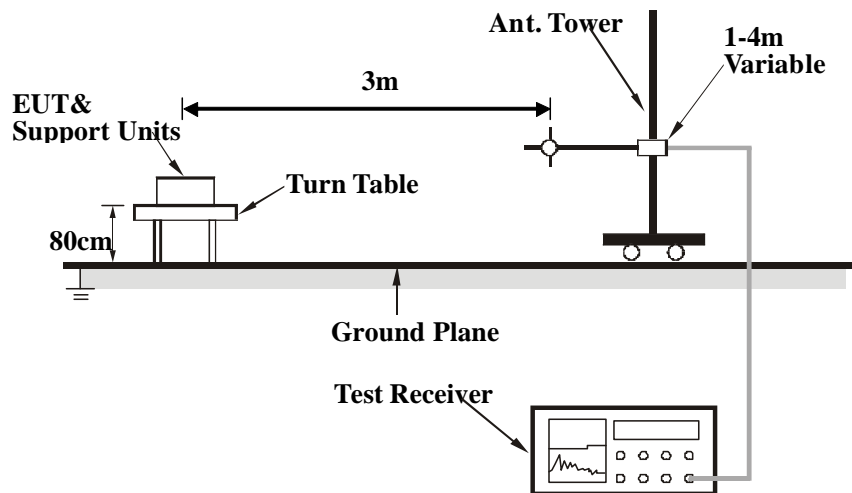 Ant. Tower
1-4m
Variable
3m
EUT&
Support Units
Turn Table
80cm
Ground Plane
Test Receiver